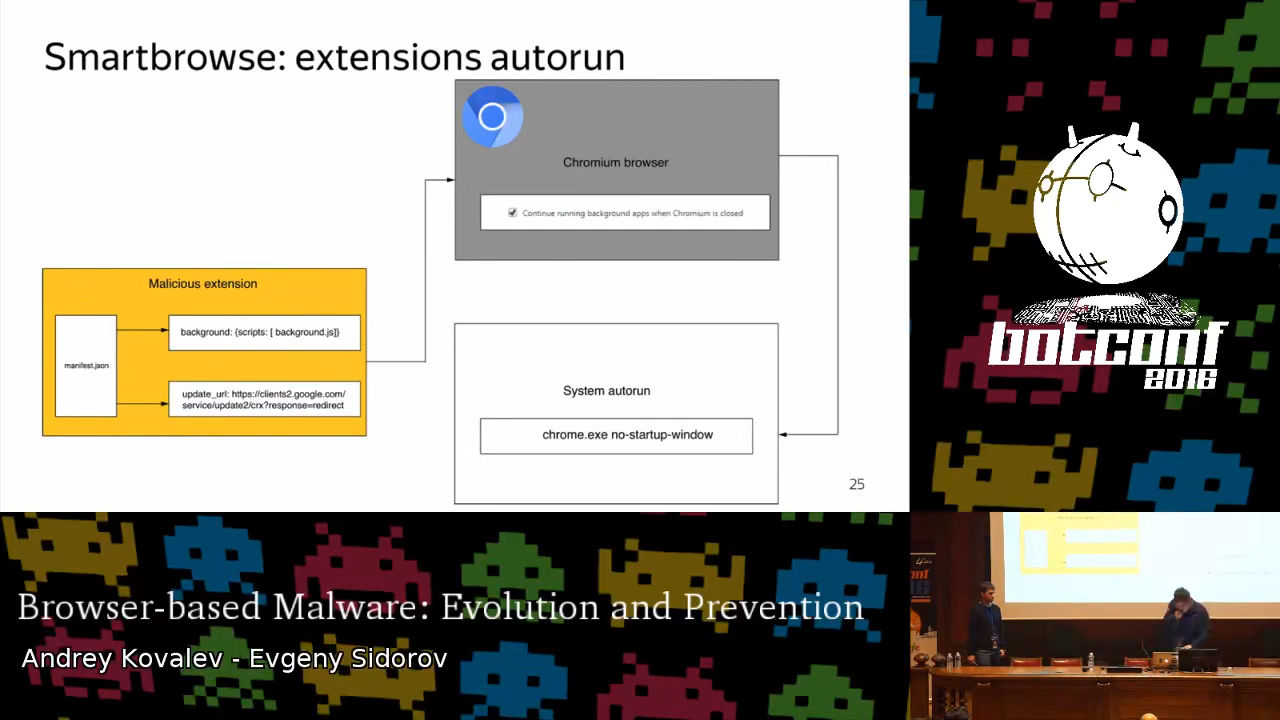 Smartbrowse: extensions autorun
Chromium browser
Continue running background apps when Chromium is closed
Malicious extension
manifest.json
background: {scripts: [ background.js]}
update_url: https://clients2.google.com/
service/update2/crx?response=redirect
System autorun
chrome.exe no-startup-window
25
botconf
2016
Browser-based Malware: Evolution and Prevention
Andrey Kovalev - Evgeny Sidorov